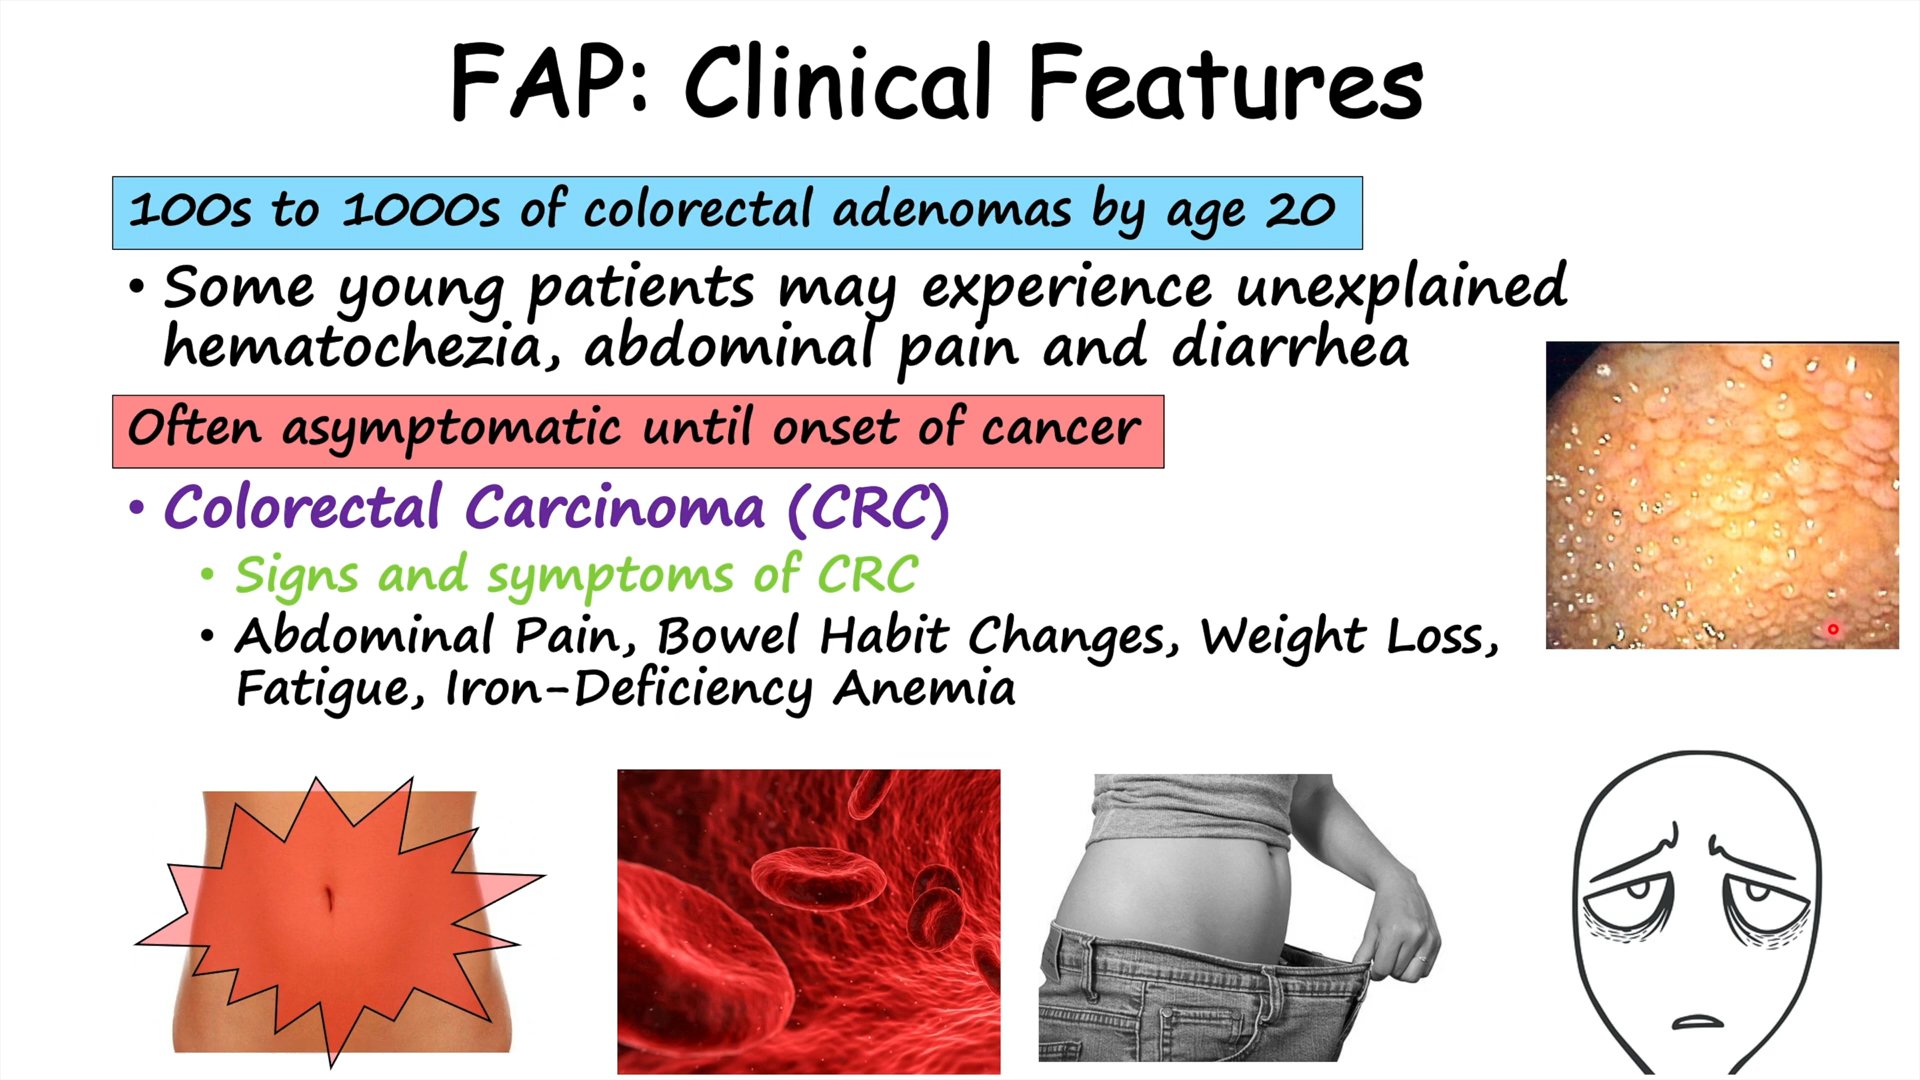 FAP: Clinical Features
100s to 1000s of colorectal adenomas by age 20
• Some young patients may experience unexplained
hematochezia, abdominal pain and diarrhea
Often asymptomatic until onset of cancer
• Colorectal Carcinoma (CRC)
• Signs and symptoms of CRC
• Abdominal Pain, Bowel Habit Changes, Weight Loss,
Fatigue, Iron-Deficiency Anemia